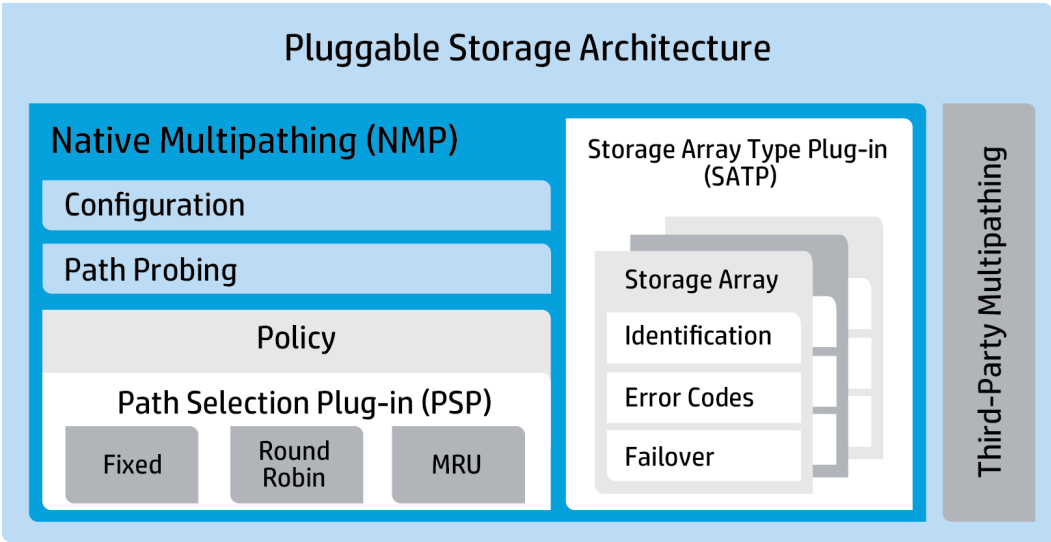 Pluggable Storage Architecture
Native Multipathing (NMP)
Configuration
Path Probing
Policy
Path Selection Plug-in (PSP)
Fixed
Round
Robin
MRU
Storage Array Type Plug-in
(SATP)
Storage Array
Identification
Error Codes
Failover
Third-Party Multipathing